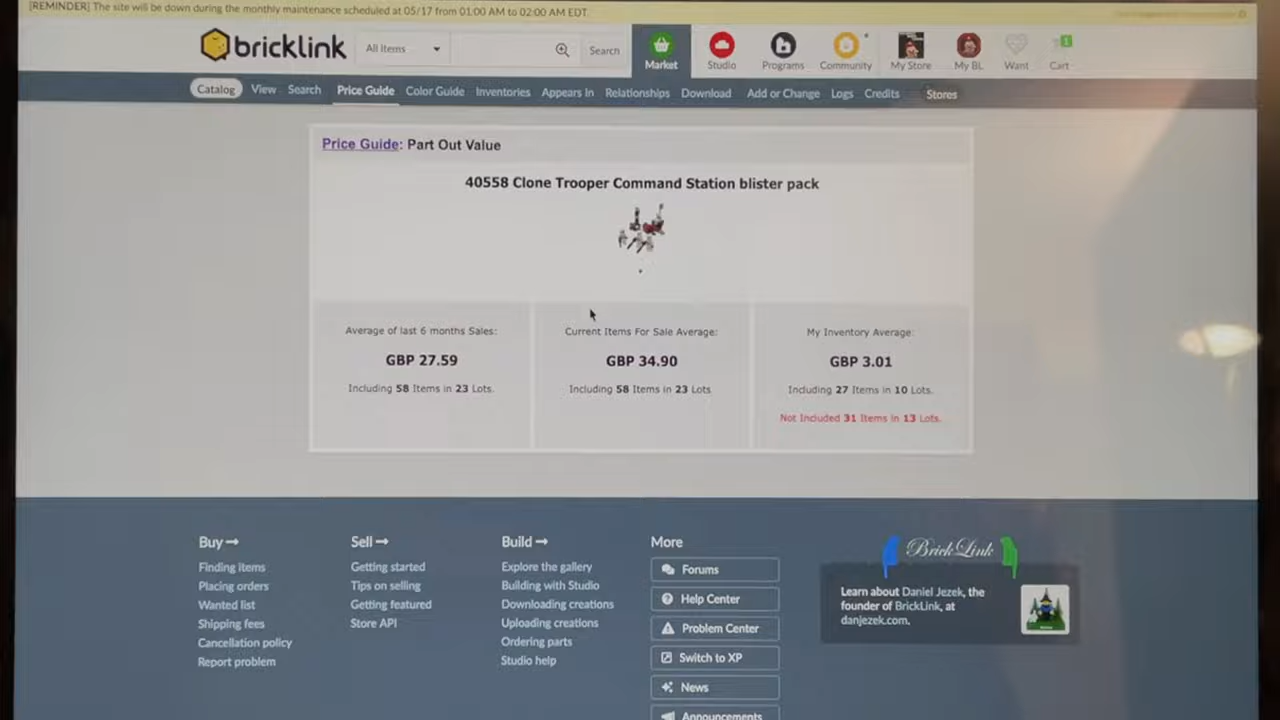 [REMINDER] The site will be down during the monthly maintenance scheduled at 05/17 from 01:00 AM to 02:00 AM EDT.
bricklink
All Items
Search
Market
Studio
Programs
Community
My Store
My BL
Want
1
Cart
Catalog View Search Price Guide Color Guide Inventories Appears In Relationships Download Add or Change Logs Credits Stores
Price Guide: Part Out Value
40558 Clone Trooper Command Station blister pack
Average of last 6 months Sales:
GBP 27.59
Including 58 Items in 23 Lots.
Current Items For Sale Average:
GBP 34.90
Including 58 Items in 23 Lots
My Inventory Average:
GBP 3.01
Including 27 Items in 10 Lots.
Not Included 31 Items in 13 Lots.
Buy
Finding items
Placing orders
Wanted list
Shipping fees
Cancellation policy
Report problem
Sell
Getting started
Tips on selling
Getting featured
Store API
Build
Explore the gallery
Building with Studio
Downloading creations
Uploading creations
Ordering parts
Studio help
More
Forums
Help Center
Problem Center
Switch to XP
News
Announcements
BrickLink
Learn about Daniel Jezek, the
founder of BrickLink, at
danjezek.com.